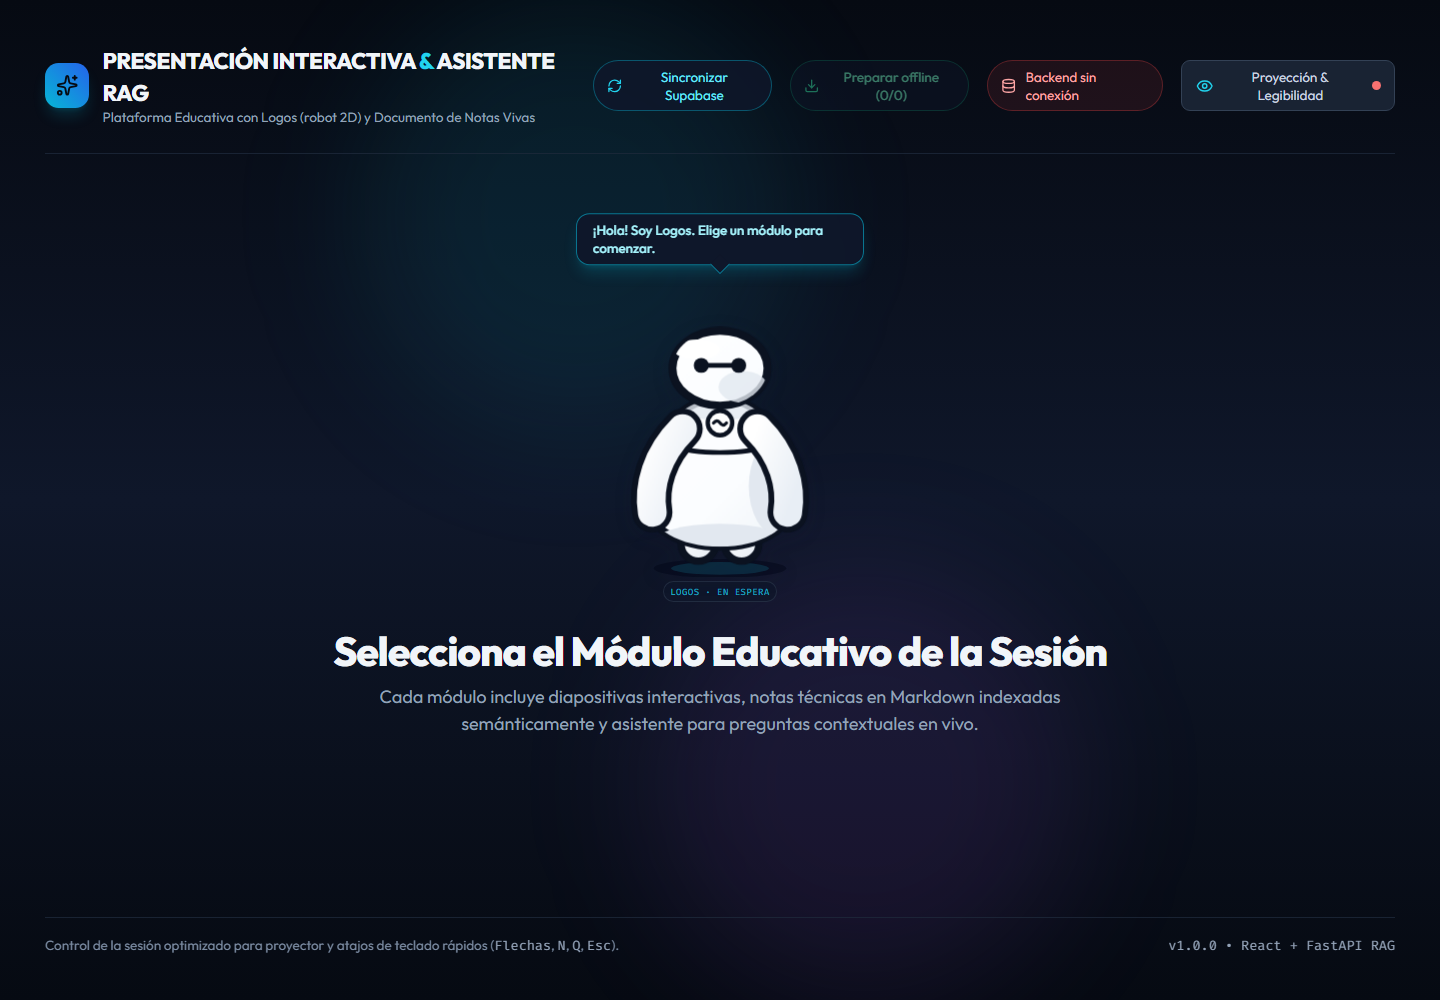 PRESENTACIÓN INTERACTIVA & ASISTENTE
RAG
Plataforma Educativa con Logos (robot 2D) y Documento de Notas Vivas
Sincronizar
Supabase
Preparar offline
(0/0)
Backend sin
conexión
Proyección &
Legibilidad
¡Hola! Soy Logos. Elige un módulo para
comenzar.
LOGOS · EN ESPERA
Selecciona el Módulo Educativo de la Sesión
Cada módulo incluye diapositivas interactivas, notas técnicas en Markdown indexadas
semánticamente y asistente para preguntas contextuales en vivo.
Control de la sesión optimizado para proyector y atajos de teclado rápidos (Flechas, N, Q, Esc).
v1.0.0 • React + FastAPI RAG